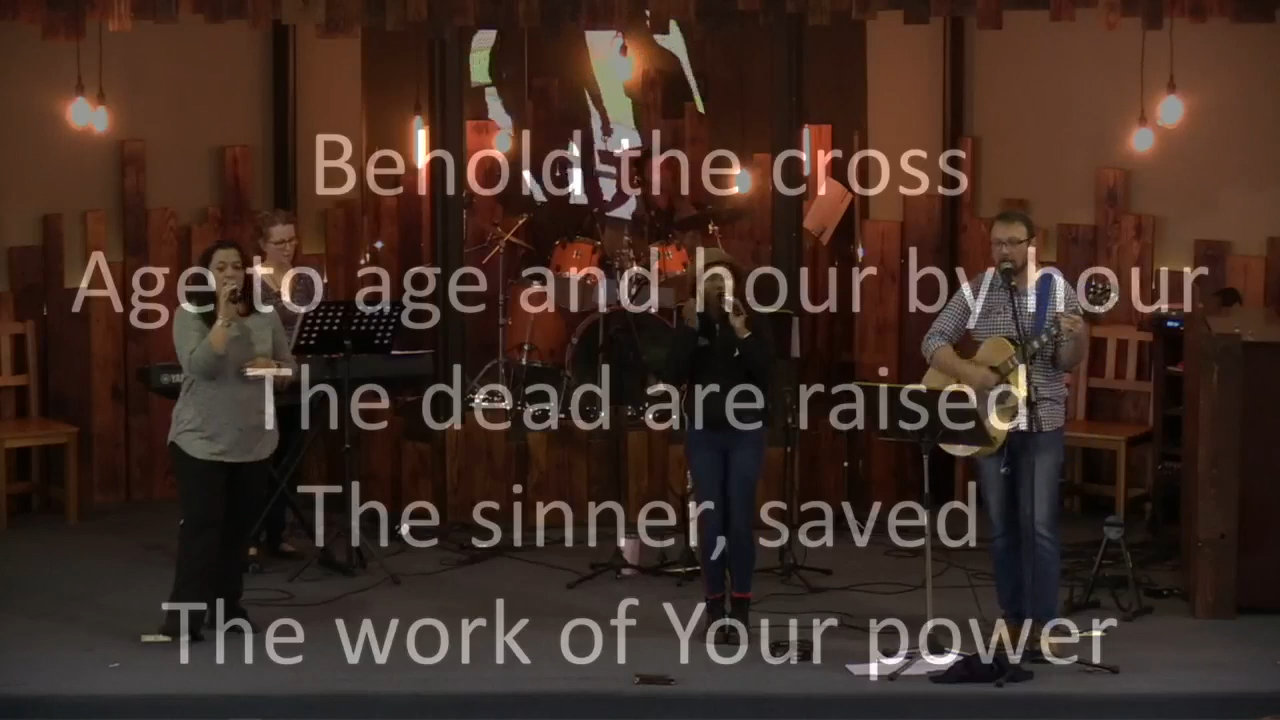 Behold the cross
Age to age and hour by hour
The dead are raised
The sinner, saved
The work of Your power